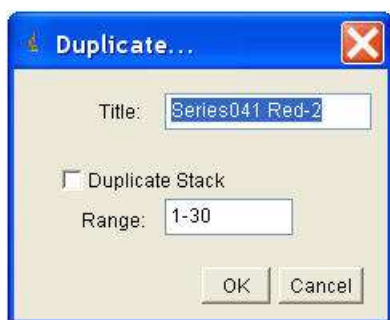 Duplicate...
Title: Series041 Red-2
Duplicate Stack
Range: 1-30
OK Cancel